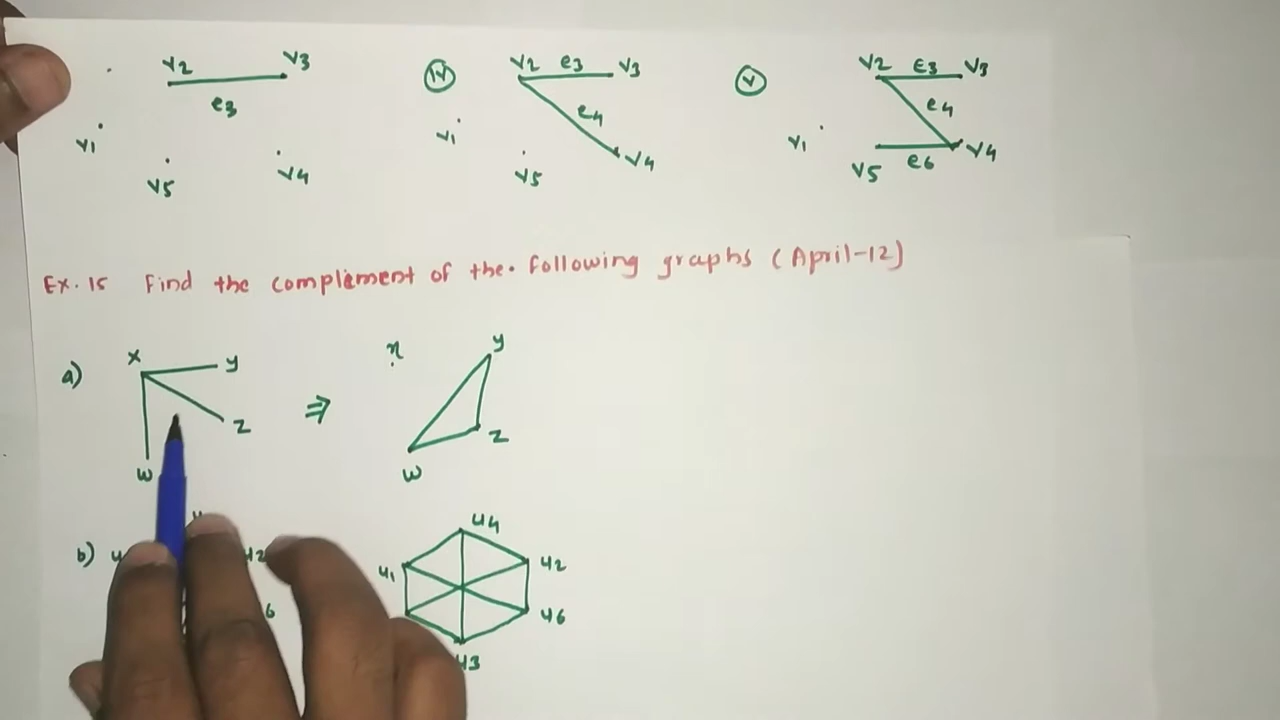 v2 v3 iv v2 e3 v3 v v2 E3 v3
e3 e4 e4
v1 v1 v1
v5 v4 v5 v4 v5 e6 v4
Ex. 15 Find the complement of the following graphs (April-12)
a) x y ⇒ x y
z z
w w
u4
b) u1 u2
6 u6
u3